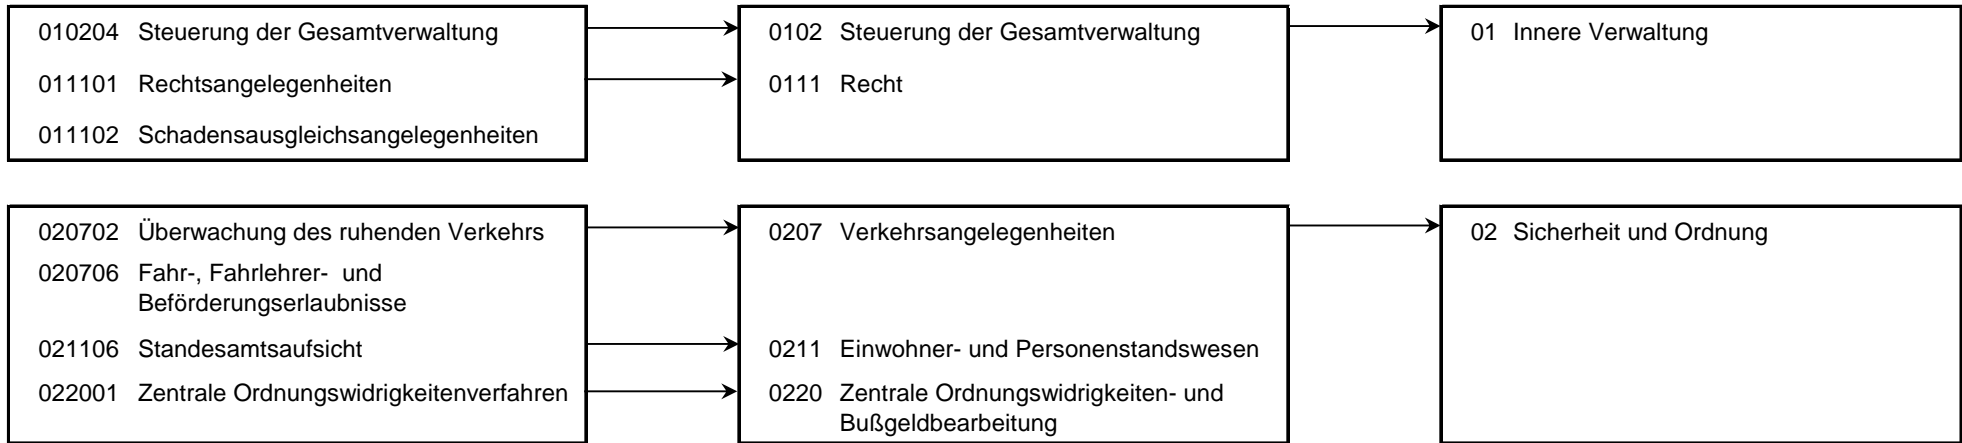 010204 Steuerung der Gesamtverwaltung
0102 Steuerung der Gesamtverwaltung
01 Innere Verwaltung
011101 Rechtsangelegenheiten
0111 Recht
011102 Schadensausgleichsangelegenheiten
020702 Überwachung des ruhenden Verkehrs
0207 Verkehrsangelegenheiten
02 Sicherheit und Ordnung
020706 Fahr-, Fahrlehrer- und
Beförderungserlaubnisse
021106 Standesamtsaufsicht
0211 Einwohner- und Personenstandswesen
022001 Zentrale Ordnungswidrigkeitenverfahren
0220 Zentrale Ordnungswidrigkeiten- und
Bußgeldbearbeitung